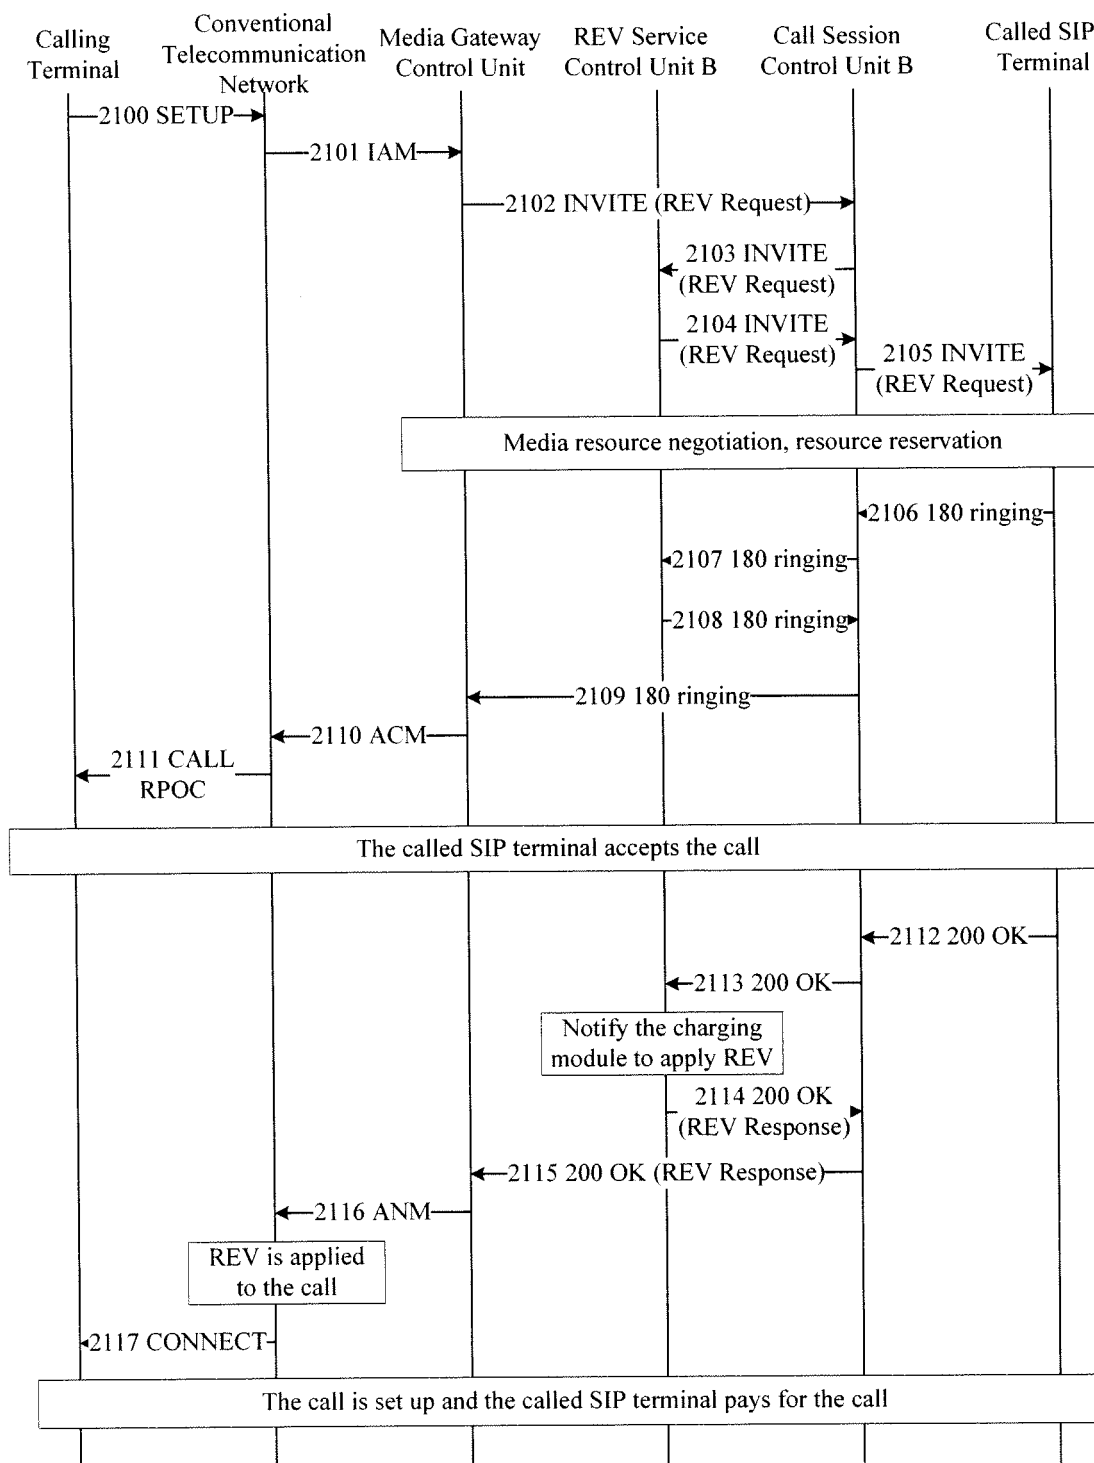 Calling
Terminal
Conventional
Telecommunication
Network
Media Gateway
Control Unit
REV Service
Control Unit B
Call Session
Control Unit B
Called SIP
Terminal
2100 SETUP
2101 IAM
2102 INVITE (REV Request)
2103 INVITE
(REV Request)
2104 INVITE
(REV Request)
2105 INVITE
(REV Request)
Media resource negotiation, resource reservation
2106 180 ringing
2107 180 ringing
2108 180 ringing
2109 180 ringing
2110 ACM
2111 CALL
RPOC
The called SIP terminal accepts the call
2112 200 OK
2113 200 OK
Notify the charging
module to apply REV
2114 200 OK
(REV Response)
2115 200 OK (REV Response)
2116 ANM
REV is applied
to the call
2117 CONNECT
The call is set up and the called SIP terminal pays for the call